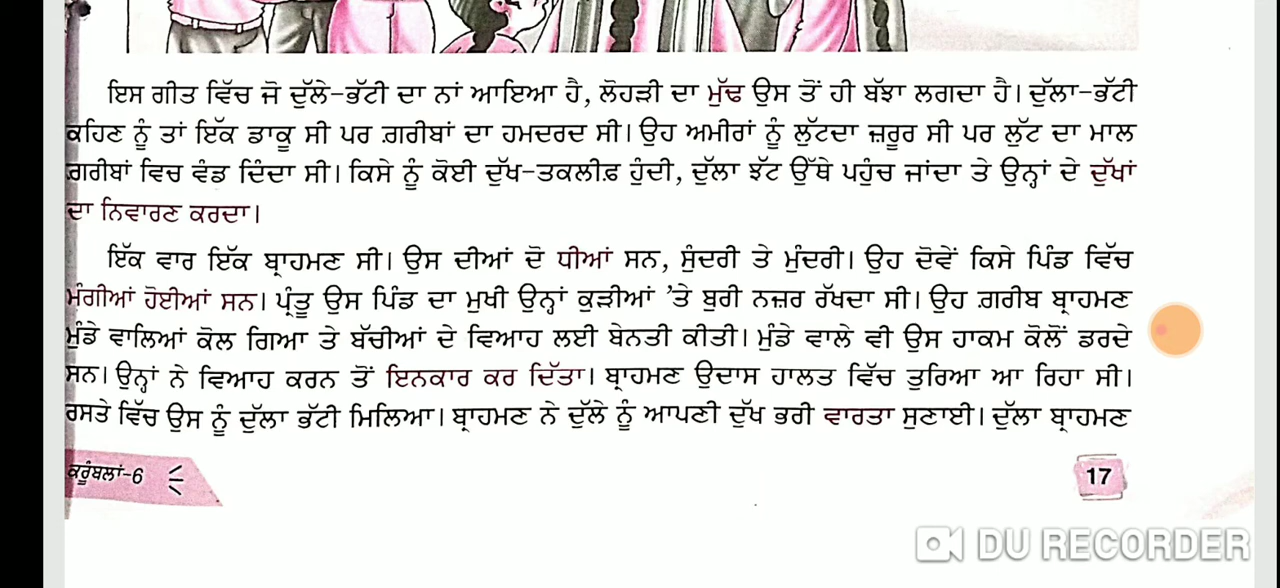 ਇਸ ਗੀਤ ਵਿੱਚ ਜੋ ਦੁੱਲੇ-ਭੱਟੀ ਦਾ ਨਾਂ ਆਇਆ ਹੈ, ਲੋਹੜੀ ਦਾ ਮੁੱਢ ਉਸ ਤੋਂ ਹੀ ਬੱਝਾ ਲਗਦਾ ਹੈ। ਦੁੱਲਾ-ਭੱਟੀ
ਕਹਿਣ ਨੂੰ ਤਾਂ ਇੱਕ ਡਾਕੂ ਸੀ ਪਰ ਗ਼ਰੀਬਾਂ ਦਾ ਹਮਦਰਦ ਸੀ। ਉਹ ਅਮੀਰਾਂ ਨੂੰ ਲੁੱਟਦਾ ਜ਼ਰੂਰ ਸੀ ਪਰ ਲੁੱਟ ਦਾ ਮਾਲ
ਗ਼ਰੀਬਾਂ ਵਿਚ ਵੰਡ ਦਿੰਦਾ ਸੀ। ਕਿਸੇ ਨੂੰ ਕੋਈ ਦੁੱਖ-ਤਕਲੀਫ਼ ਹੁੰਦੀ, ਦੁੱਲਾ ਝੱਟ ਉੱਥੇ ਪਹੁੰਚ ਜਾਂਦਾ ਤੇ ਉਨ੍ਹਾਂ ਦੇ ਦੁੱਖਾਂ
ਦਾ ਨਿਵਾਰਣ ਕਰਦਾ।
ਇੱਕ ਵਾਰ ਇੱਕ ਬ੍ਰਾਹਮਣ ਸੀ। ਉਸ ਦੀਆਂ ਦੋ ਧੀਆਂ ਸਨ, ਸੁੰਦਰੀ ਤੇ ਮੁੰਦਰੀ। ਉਹ ਦੋਵੇਂ ਕਿਸੇ ਪਿੰਡ ਵਿੱਚ
ਮੰਗੀਆਂ ਹੋਈਆਂ ਸਨ। ਪ੍ਰੰਤੂ ਉਸ ਪਿੰਡ ਦਾ ਮੁਖੀ ਉਨ੍ਹਾਂ ਕੁੜੀਆਂ 'ਤੇ ਬੁਰੀ ਨਜ਼ਰ ਰੱਖਦਾ ਸੀ। ਉਹ ਗ਼ਰੀਬ ਬ੍ਰਾਹਮਣ
ਮੁੰਡੇ ਵਾਲਿਆਂ ਕੋਲ ਗਿਆ ਤੇ ਬੱਚੀਆਂ ਦੇ ਵਿਆਹ ਲਈ ਬੇਨਤੀ ਕੀਤੀ। ਮੁੰਡੇ ਵਾਲੇ ਵੀ ਉਸ ਹਾਕਮ ਕੋਲੋਂ ਡਰਦੇ
ਸਨ। ਉਨ੍ਹਾਂ ਨੇ ਵਿਆਹ ਕਰਨ ਤੋਂ ਇਨਕਾਰ ਕਰ ਦਿੱਤਾ। ਬ੍ਰਾਹਮਣ ਉਦਾਸ ਹਾਲਤ ਵਿੱਚ ਤੁਰਿਆ ਆ ਰਿਹਾ ਸੀ।
ਰਸਤੇ ਵਿੱਚ ਉਸ ਨੂੰ ਦੁੱਲਾ ਭੱਟੀ ਮਿਲਿਆ। ਬ੍ਰਾਹਮਣ ਨੇ ਦੁੱਲੇ ਨੂੰ ਆਪਣੀ ਦੁੱਖ ਭਰੀ ਵਾਰਤਾ ਸੁਣਾਈ। ਦੁੱਲਾ ਬ੍ਰਾਹਮਣ
ਕਰੂੰਬਲਾਂ-6
17
DU RECORDER